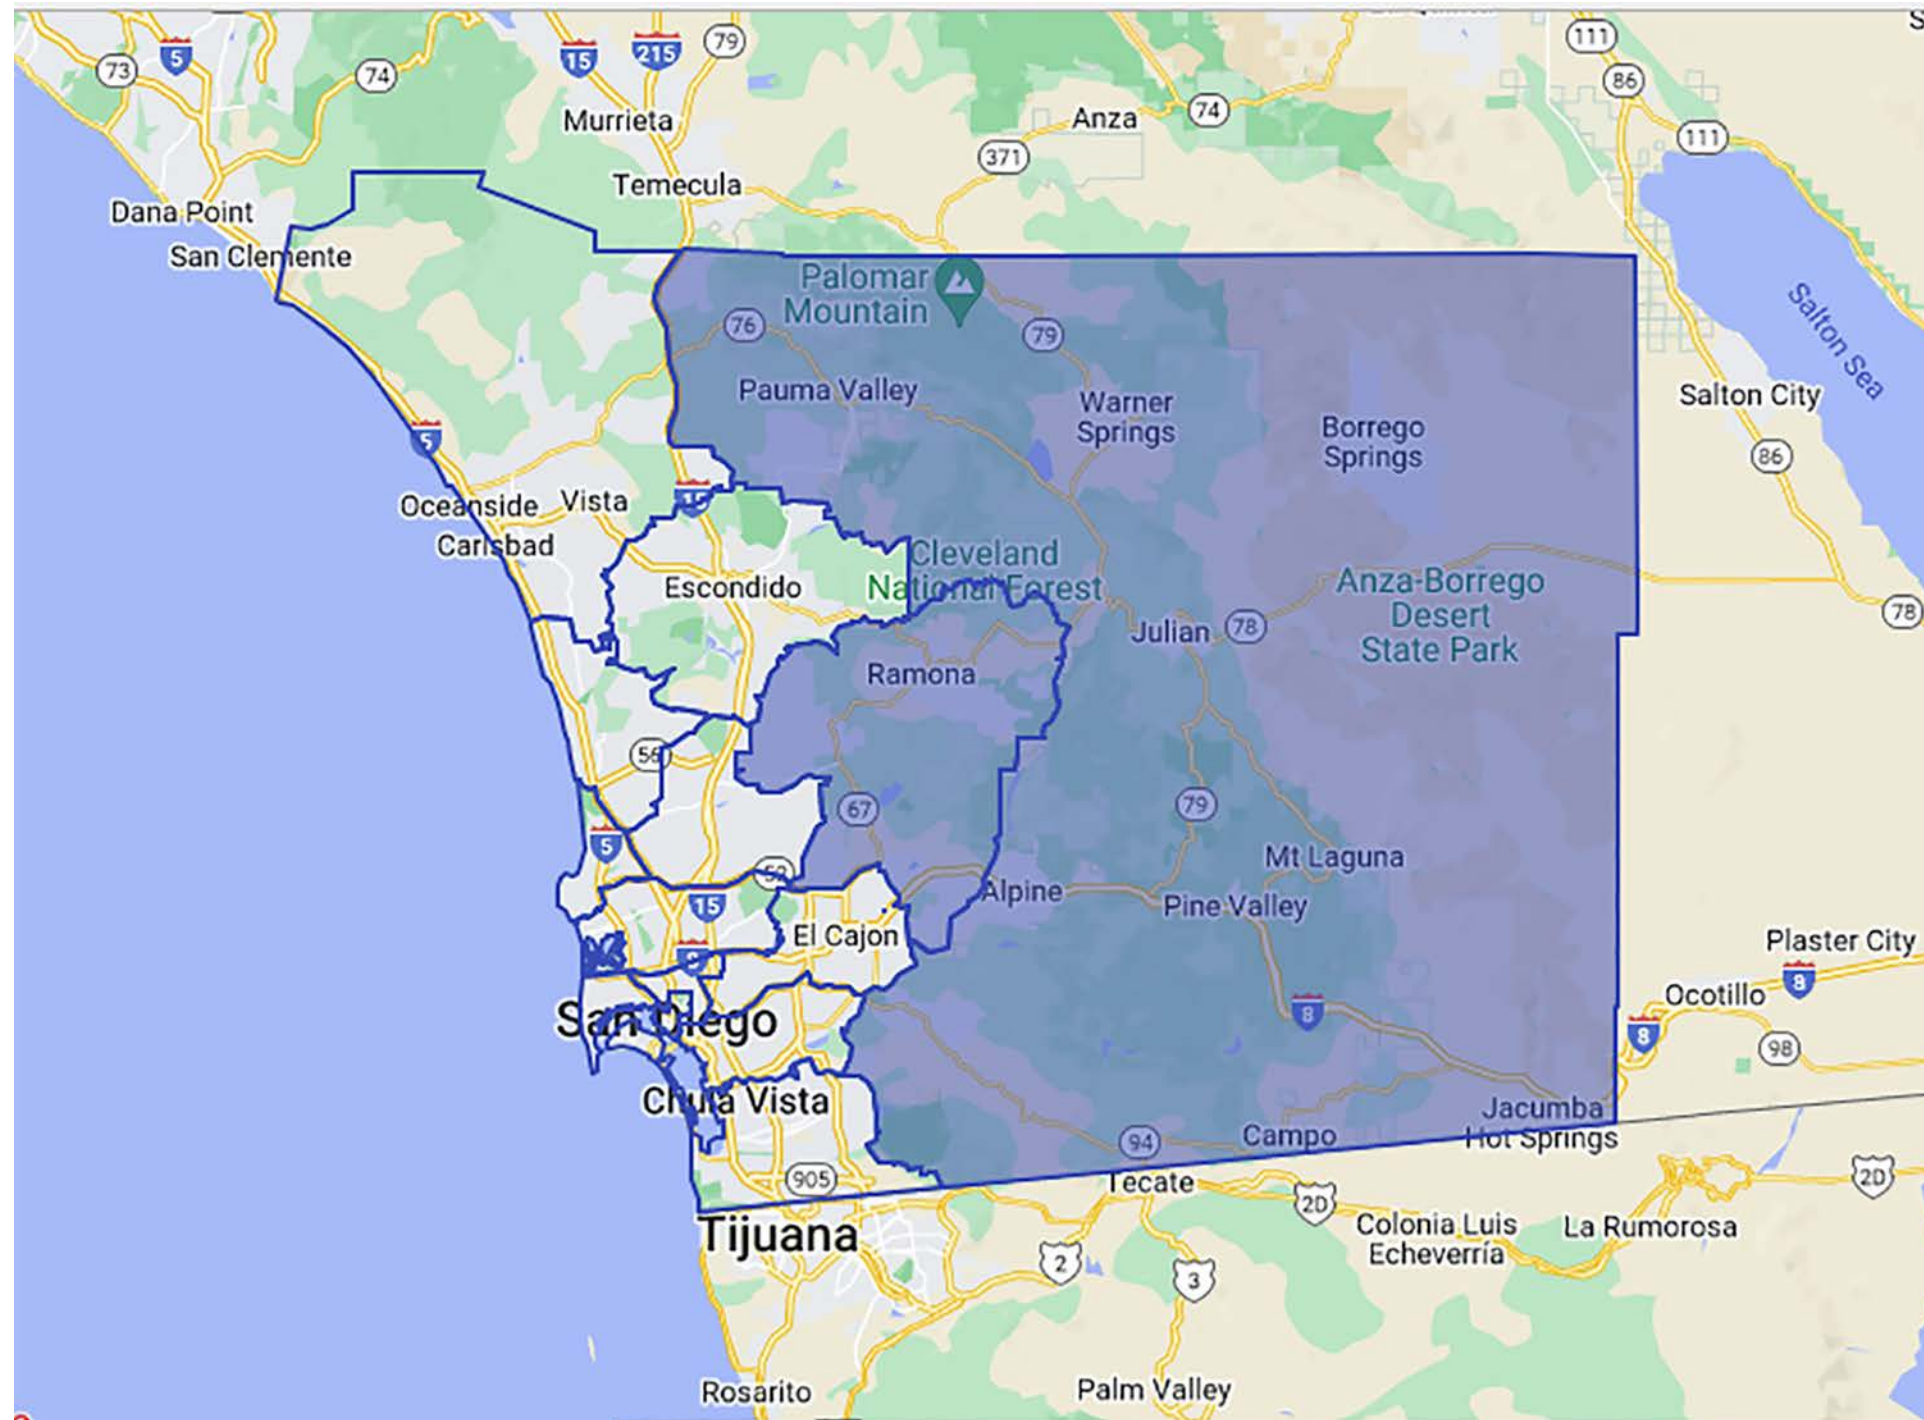 111
5
73
74
15
215
79
86
Murrieta
Anza
74
111
371
Temecula
Dana Point
San Clemente
Palomar
Mountain
76
79
Salton Sea
Pauma Valley
Warner
Springs
Borrego
Springs
Salton City
5
86
Oceanside
Vista
15
Carlsbad
Escondido
Cleveland
National Forest
Anza-Borrego
Desert
State Park
78
Julian
78
Ramona
56
67
79
5
Mt Laguna
52
Alpine
15
Pine Valley
El Cajon
8
Plaster City
8
Ocotillo
8
8
98
San Diego
Chula Vista
Jacumba
Hot Springs
94
Campo
905
Tecate
2D
2D
Tijuana
Colonia Luis
Echeverría
La Rumorosa
2
3
Rosarito
Palm Valley